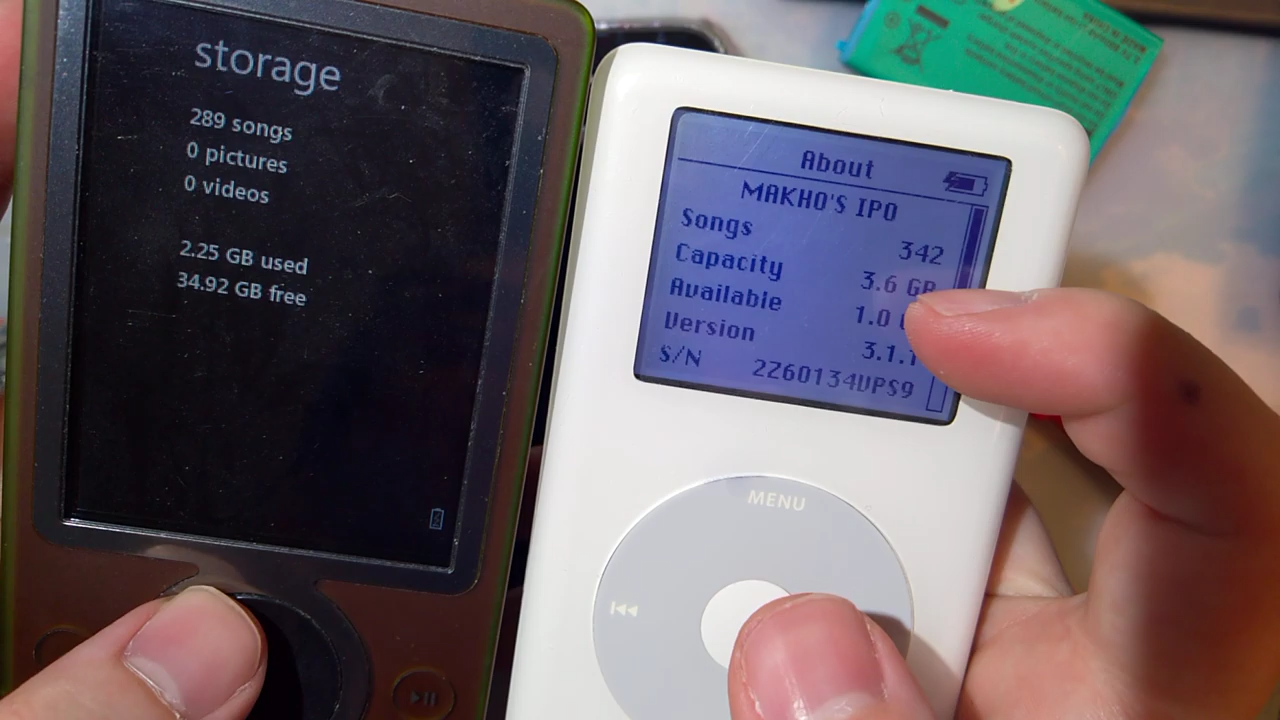 storage
289 songs
0 pictures
0 videos
2.25 GB used
34.92 GB free
About
MAKHO'S IPO
Songs 342
Capacity 3.6 GB
Available 1.0
Version 3.1.1
S/N 2Z60134VPS9
MENU